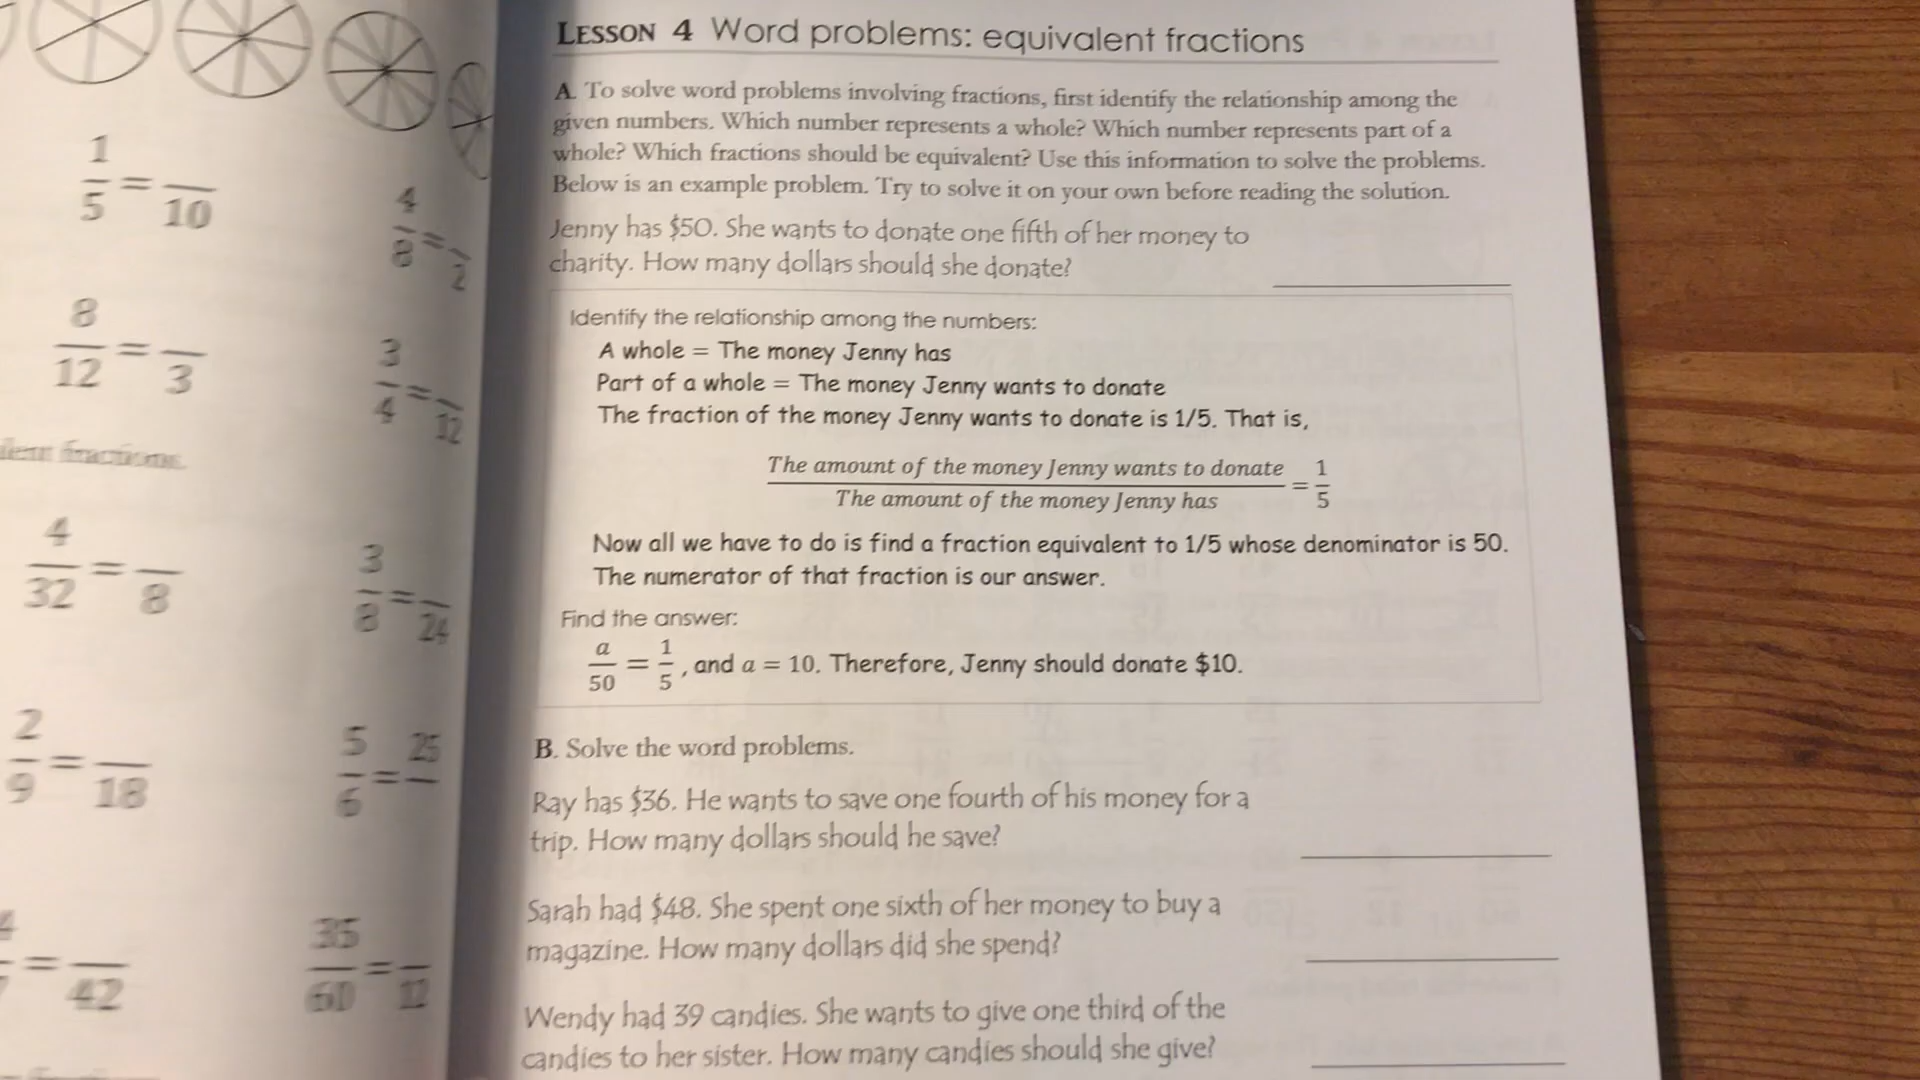 1/5 = __/10
4/8 = __/2
8/12 = __/3
3/4 = __/12
fractions.
4/32 = __/8
3/8 = __/24
2/9 = __/18
5/6 = 25/__
= __/42
35/60 = __/12
LESSON 4 Word problems: equivalent fractions
A. To solve word problems involving fractions, first identify the relationship among the
given numbers. Which number represents a whole? Which number represents part of a
whole? Which fractions should be equivalent? Use this information to solve the problems.
Below is an example problem. Try to solve it on your own before reading the solution.
Jenny has $50. She wants to donate one fifth of her money to
charity. How many dollars should she donate?
Identify the relationship among the numbers:
A whole = The money Jenny has
Part of a whole = The money Jenny wants to donate
The fraction of the money Jenny wants to donate is 1/5. That is,
The amount of the money Jenny wants to donate / The amount of the money Jenny has = 1/5
Now all we have to do is find a fraction equivalent to 1/5 whose denominator is 50.
The numerator of that fraction is our answer.
Find the answer:
a/50 = 1/5, and a = 10. Therefore, Jenny should donate $10.
B. Solve the word problems.
Ray has $36. He wants to save one fourth of his money for a
trip. How many dollars should he save?
Sarah had $48. She spent one sixth of her money to buy a
magazine. How many dollars did she spend?
Wendy had 39 candies. She wants to give one third of the
candies to her sister. How many candies should she give?